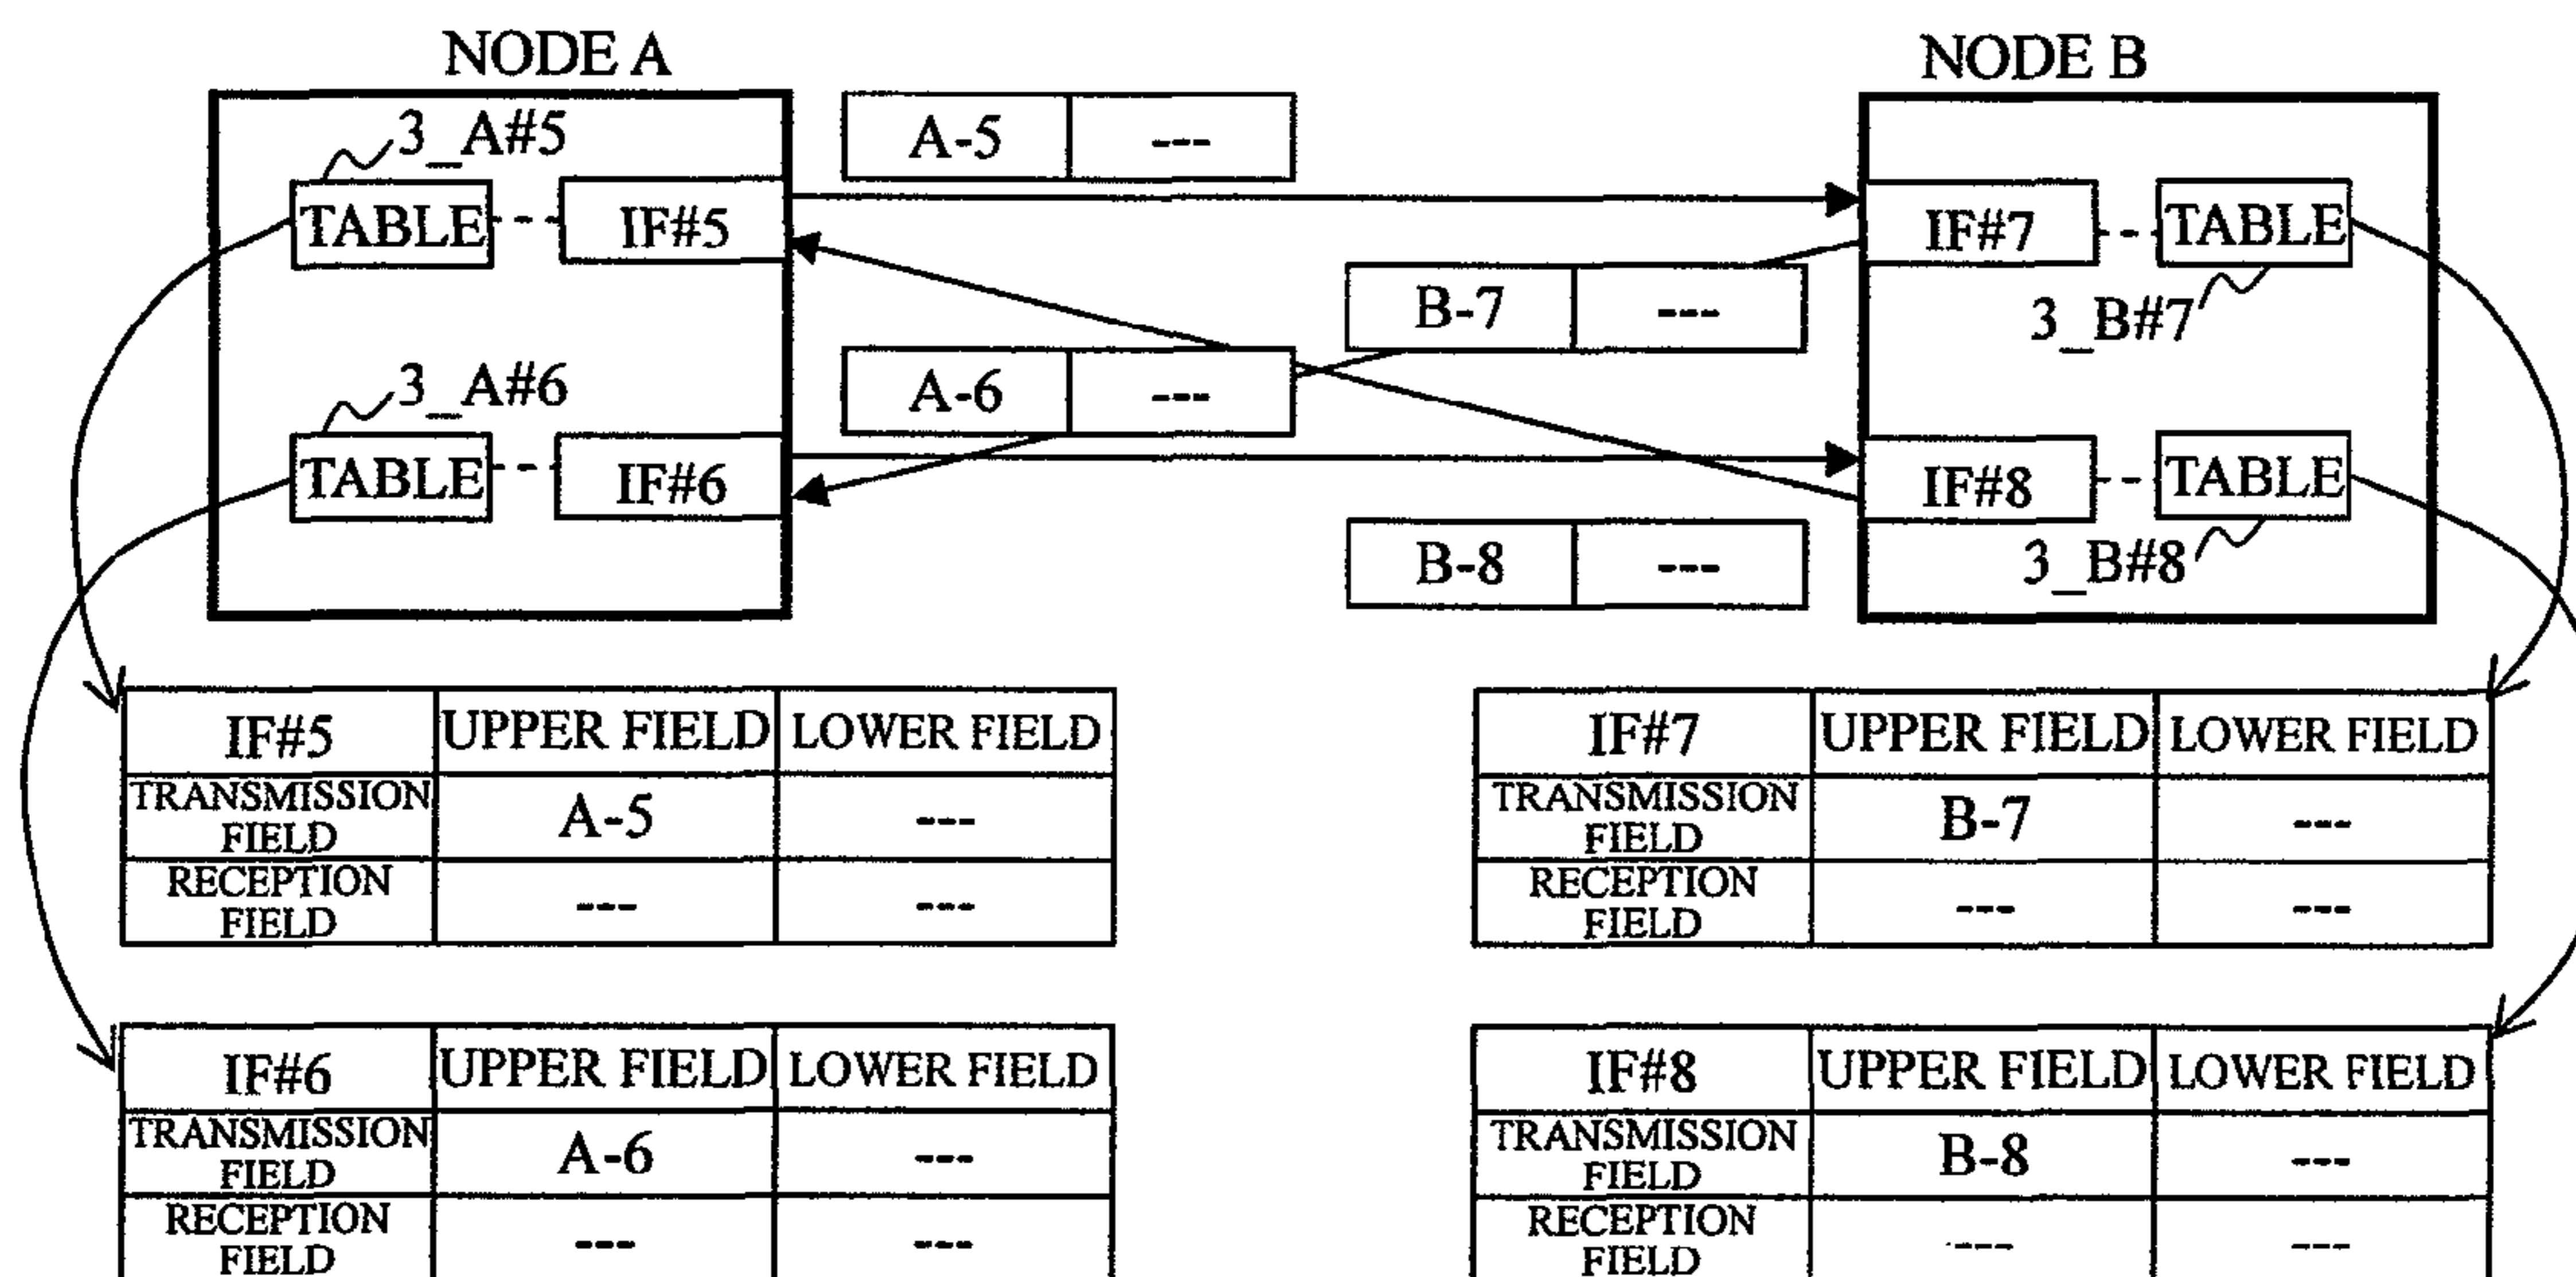 NODE A NODE B
3_A#5 A-5 ---
TABLE IF#5 IF#7 TABLE
B-7 --- 3_B#7
3_A#6 A-6 ---
TABLE IF#6 IF#8 TABLE
B-8 --- 3_B#8
IF#5 UPPER FIELD LOWER FIELD
TRANSMISSION FIELD A-5 ---
RECEPTION FIELD --- ---
IF#7 UPPER FIELD LOWER FIELD
TRANSMISSION FIELD B-7 ---
RECEPTION FIELD --- ---
IF#6 UPPER FIELD LOWER FIELD
TRANSMISSION FIELD A-6 ---
RECEPTION FIELD --- ---
IF#8 UPPER FIELD LOWER FIELD
TRANSMISSION FIELD B-8 ---
RECEPTION FIELD --- ---